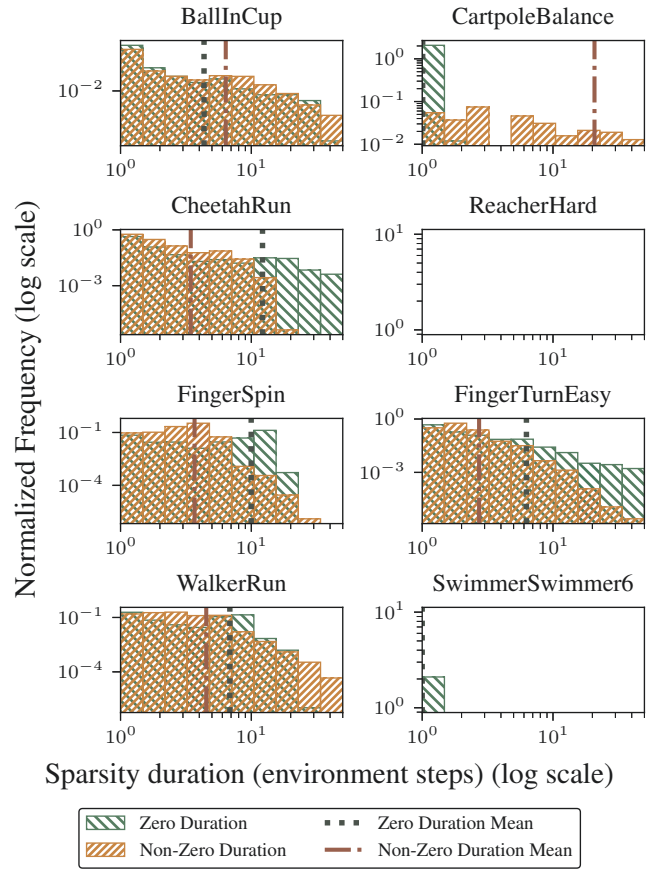 BallInCup
CartpoleBalance
10^0
10^-1
10^-2
10^-2
10^0
10^1
10^0
10^1
CheetahRun
ReacherHard
10^0
10^1
10^-3
10^0
10^0
10^1
10^0
10^1
FingerSpin
FingerTurnEasy
10^-1
10^0
10^-4
10^-3
10^0
10^1
10^0
10^1
WalkerRun
SwimmerSwimmer6
10^-1
10^1
10^-4
10^0
10^0
10^1
10^0
10^1
Normalized Frequency (log scale)
Sparsity duration (environment steps) (log scale)
Zero Duration
Zero Duration Mean
Non-Zero Duration
Non-Zero Duration Mean